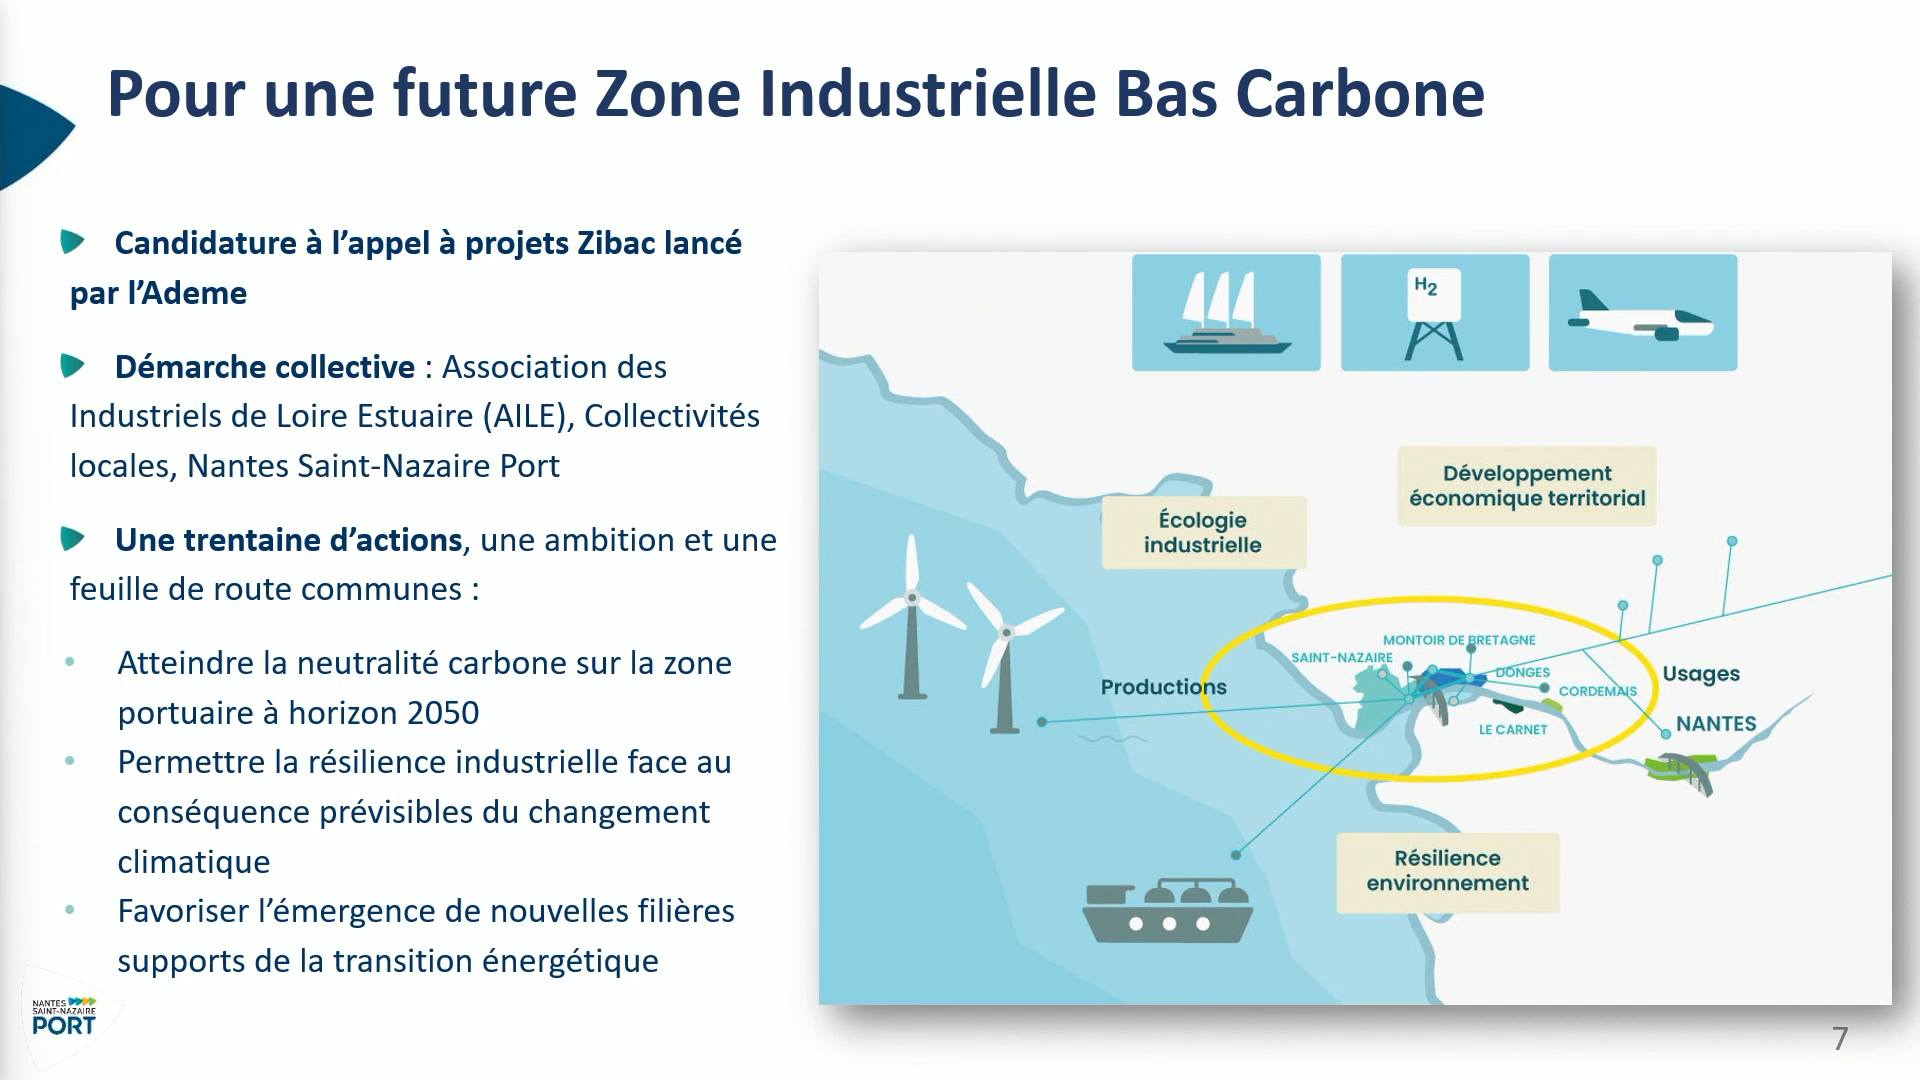 Pour une future Zone Industrielle Bas Carbone
Candidature à l’appel à projets Zibac lancé
par l’Ademe
Démarche collective : Association des
Industriels de Loire Estuaire (AILE), Collectivités
locales, Nantes Saint-Nazaire Port
Une trentaine d’actions, une ambition et une
feuille de route communes :
• Atteindre la neutralité carbone sur la zone
portuaire à horizon 2050
• Permettre la résilience industrielle face au
conséquence prévisibles du changement
climatique
• Favoriser l’émergence de nouvelles filières
supports de la transition énergétique
H2
Développement
économique territorial
Écologie
industrielle
MONTOIR DE BRETAGNE
SAINT-NAZAIRE
DONGES
CORDEMAIS
LE CARNET
Productions
Usages
NANTES
Résilience
environnement
NANTES
SAINT-NAZAIRE
PORT
7